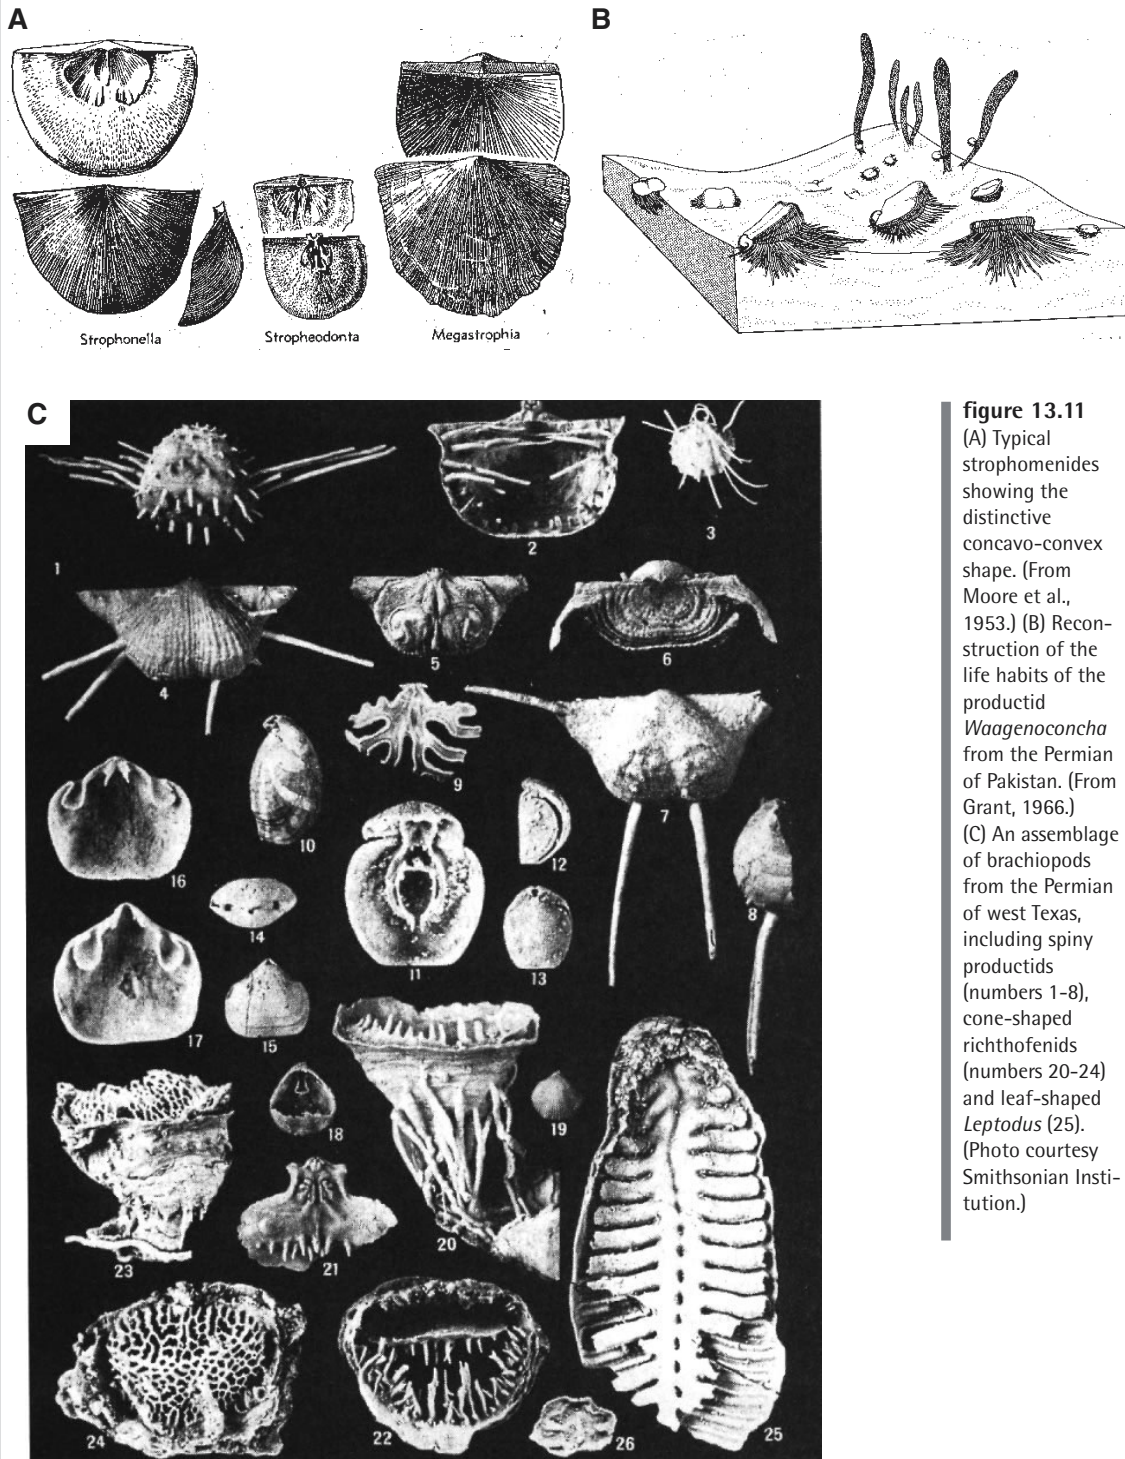 A
B
Strophonella
Stropheodonta
Megastrophia
C
1
2
3
4
5
6
7
8
9
10
11
12
13
14
15
16
17
18
19
20
21
22
23
24
25
26
figure 13.11
(A) Typical
strophomenides
showing the
distinctive
concavo-convex
shape. (From
Moore et al.,
1953.) (B) Recon-
struction of the
life habits of the
productid
Waagenoconcha
from the Permian
of Pakistan. (From
Grant, 1966.)
(C) An assemblage
of brachiopods
from the Permian
of west Texas,
including spiny
productids
(numbers 1-8),
cone-shaped
richthofenids
(numbers 20-24)
and leaf-shaped
Leptodus (25).
(Photo courtesy
Smithsonian Insti-
tution.)